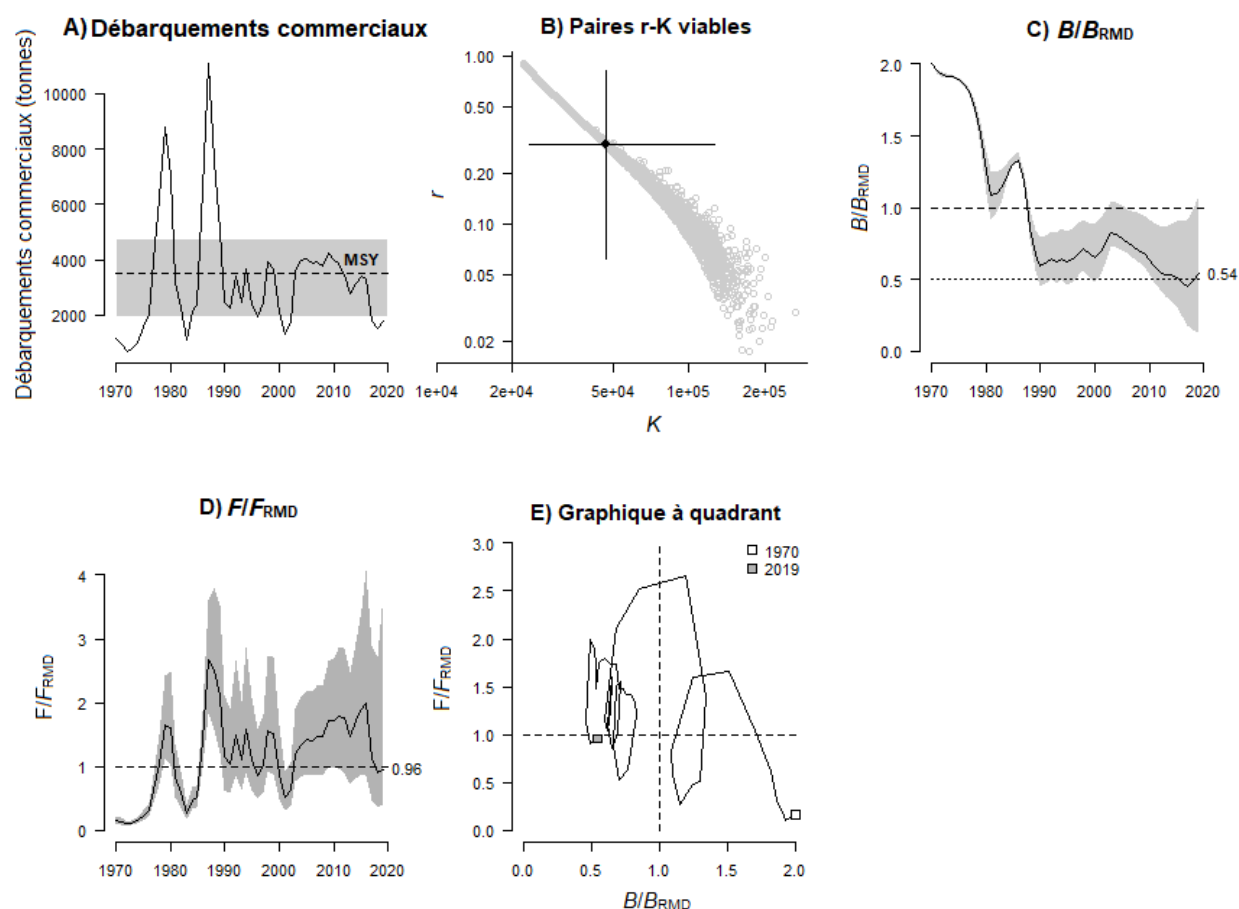 A) Débarquements commerciaux
Débarquements commerciaux (tonnes)
10000
8000
6000
4000
2000
MSY
1970 1980 1990 2000 2010 2020
B) Paires r-K viables
r
1.00
0.50
0.20
0.10
0.05
0.02
1e+04 2e+04 5e+04 1e+05 2e+05
K
C) B/BRMD
B/BRMD
2.0
1.5
1.0
0.5
0.0
0.54
1970 1980 1990 2000 2010 2020
D) F/FRMD
F/FRMD
4
3
2
1
0
0.96
1970 1980 1990 2000 2010 2020
E) Graphique à quadrant
F/FRMD
3.0
2.5
2.0
1.5
1.0
0.5
0.0
1970
2019
0.0 0.5 1.0 1.5 2.0
B/BRMD